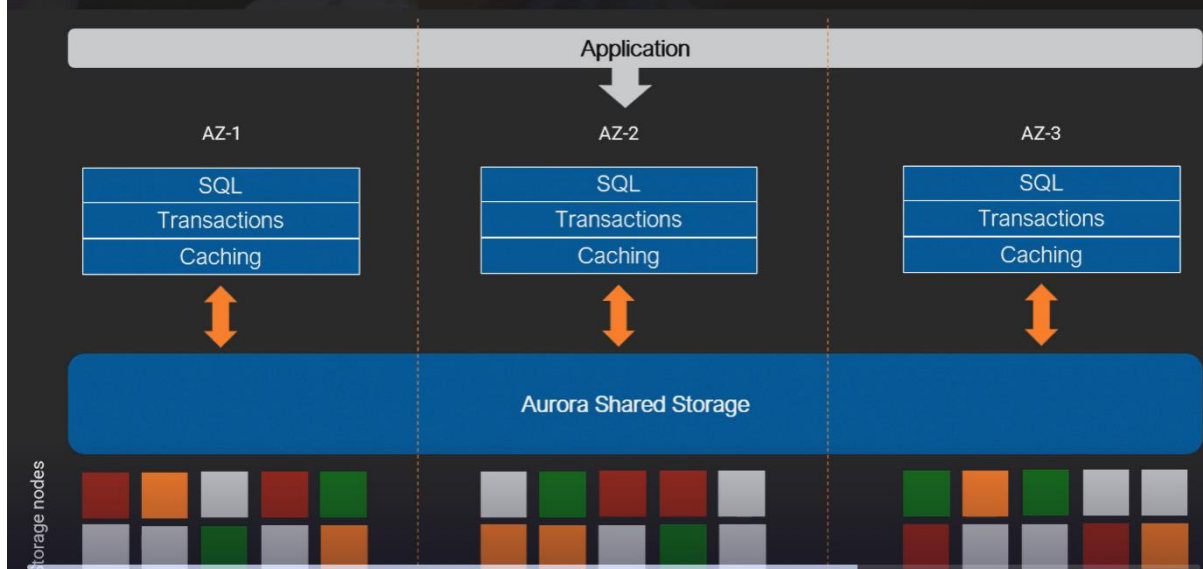 Application
AZ-1
AZ-2
AZ-3
SQL
SQL
SQL
Transactions
Transactions
Transactions
Caching
Caching
Caching
Aurora Shared Storage
Storage nodes